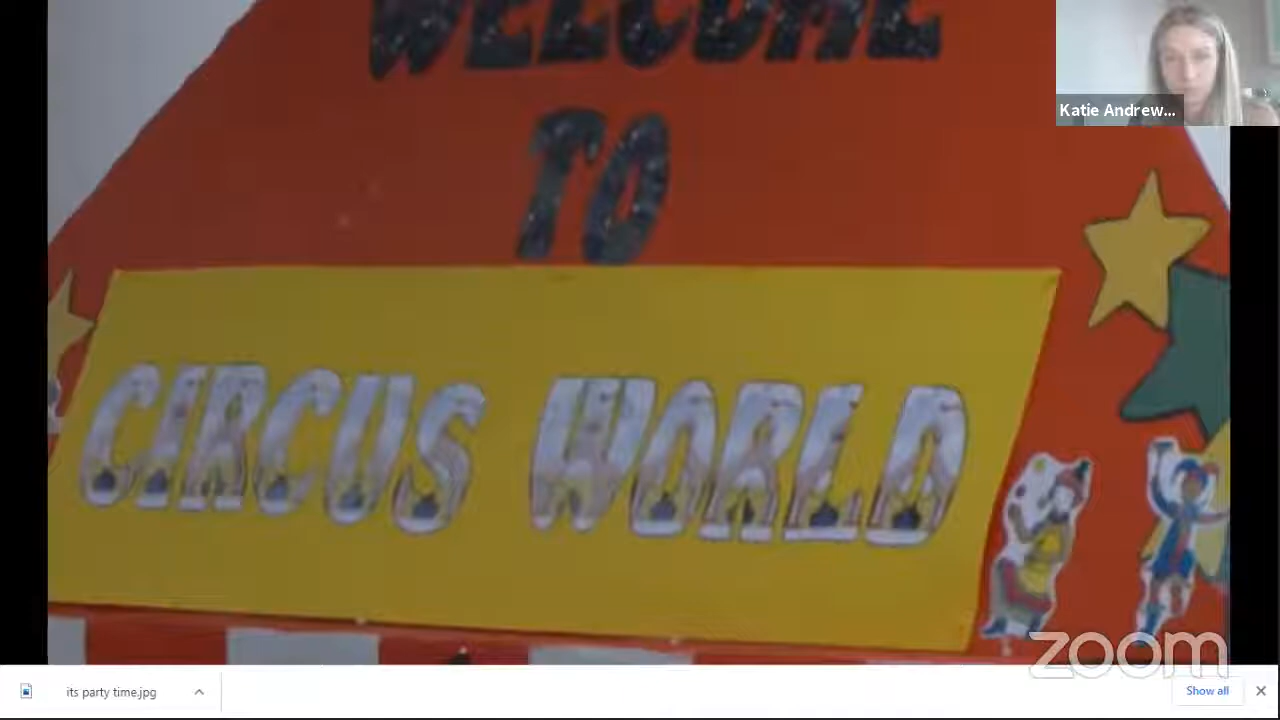 WELCOME
TO
CIRCUS WORLD
Katie Andrew...
zoom
its party time.jpg
Show all